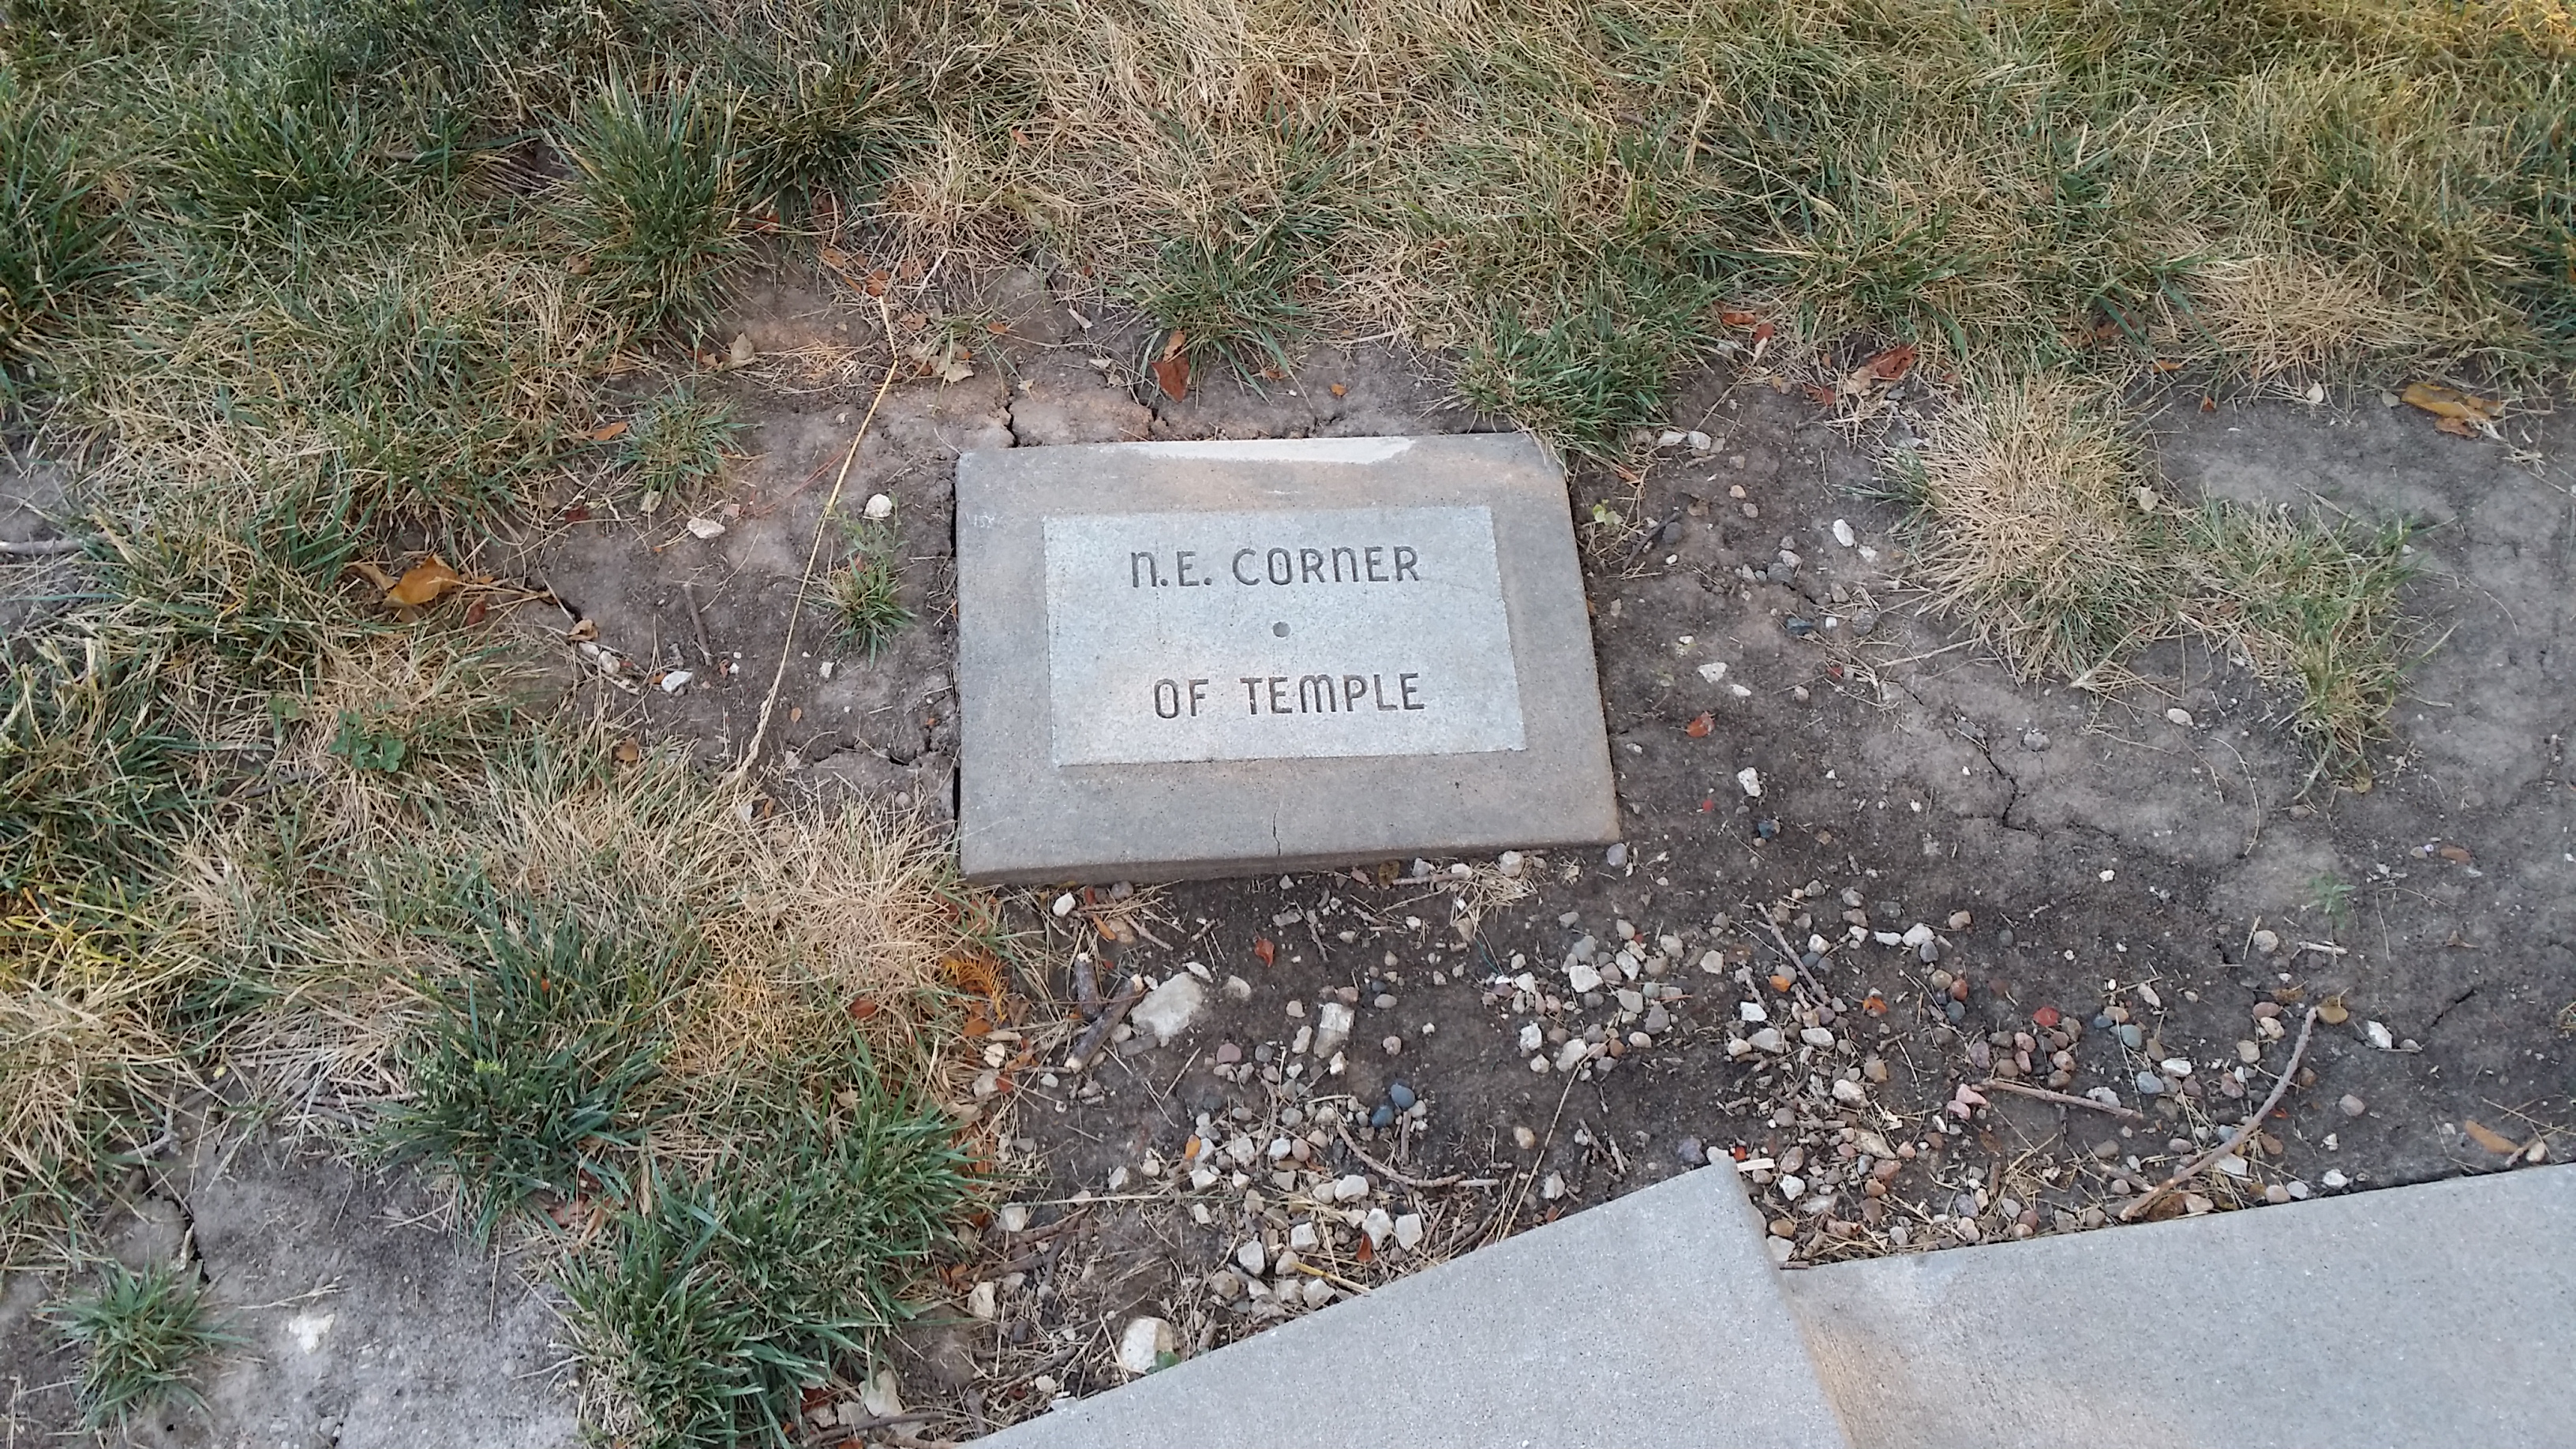 N.E. CORNER
OF TEMPLE